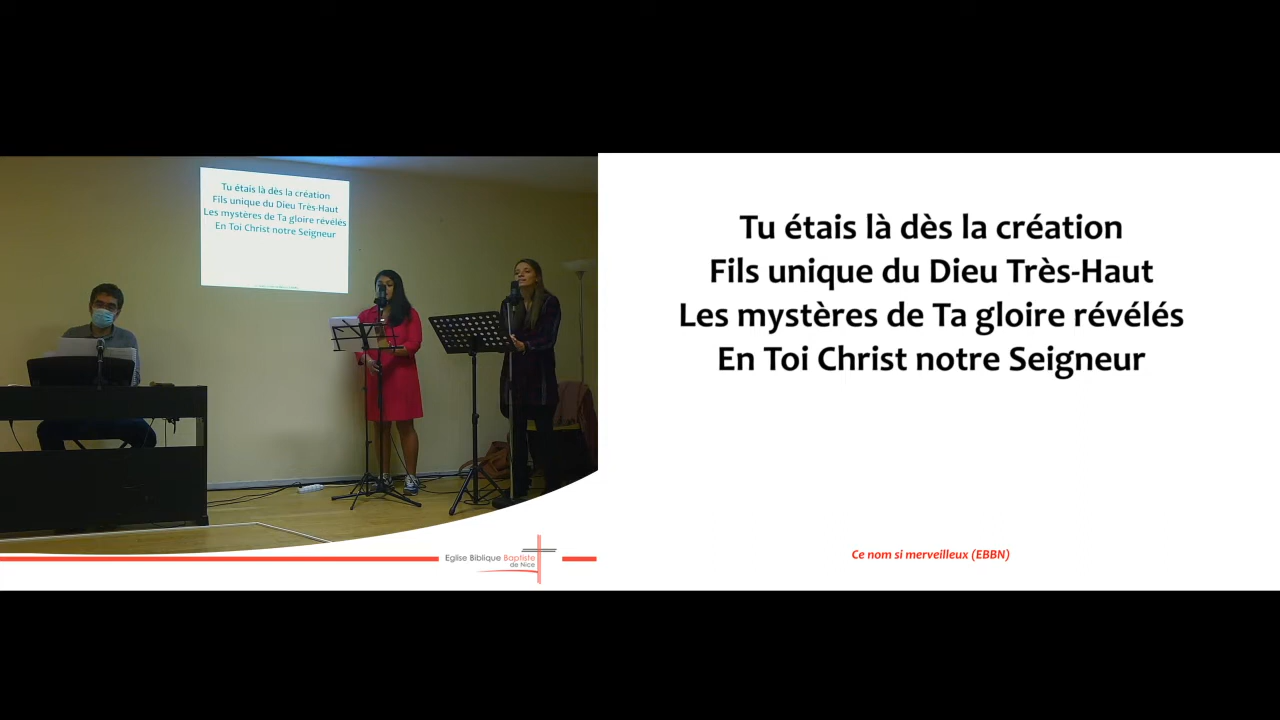 Tu étais là dès la création
Fils unique du Dieu Très-Haut
Les mystères de Ta gloire révélés
En Toi Christ notre Seigneur
Tu étais là dès la création
Fils unique du Dieu Très-Haut
Les mystères de Ta gloire révélés
En Toi Christ notre Seigneur
Eglise Biblique Baptiste
de Nice
Ce nom si merveilleux (EBBN)